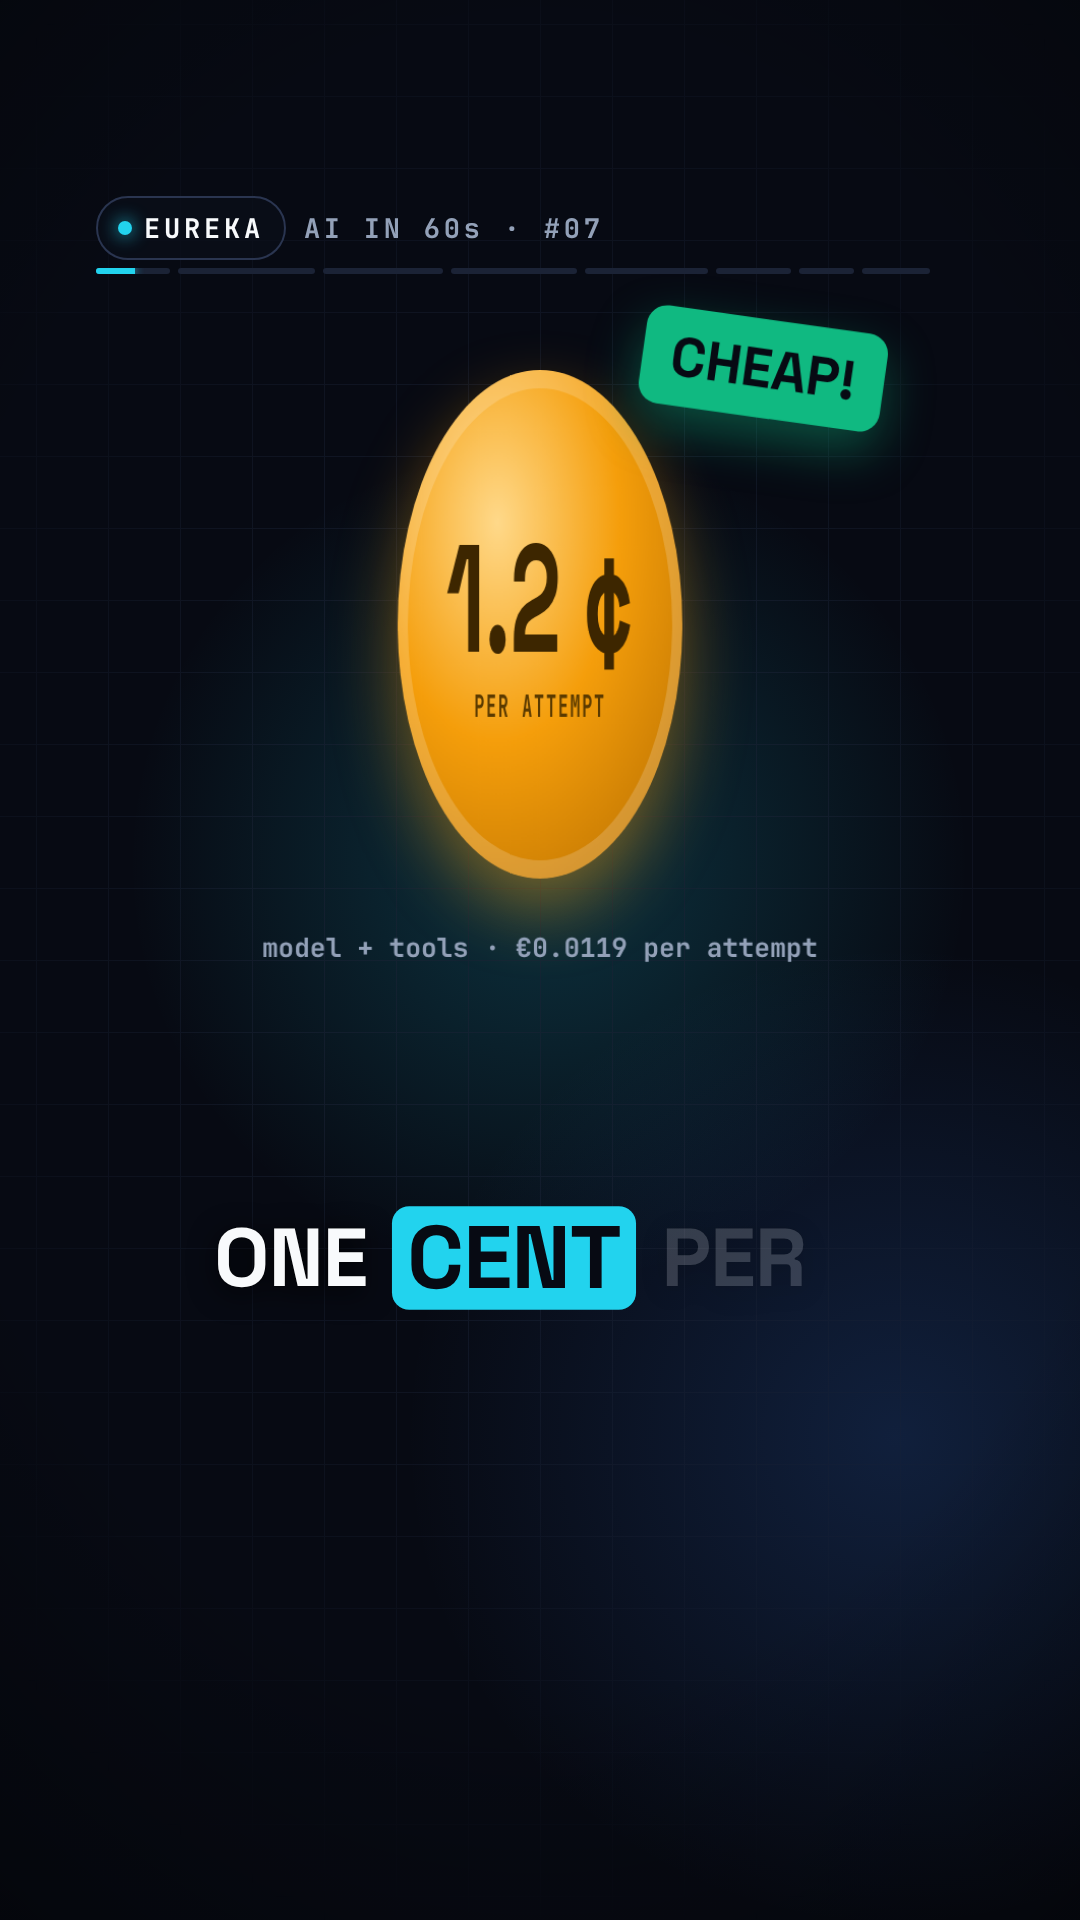 EUREKA AI IN 60s · #07
CHEAP!
1.2 ¢
PER ATTEMPT
model + tools · €0.0119 per attempt
ONE CENT PER